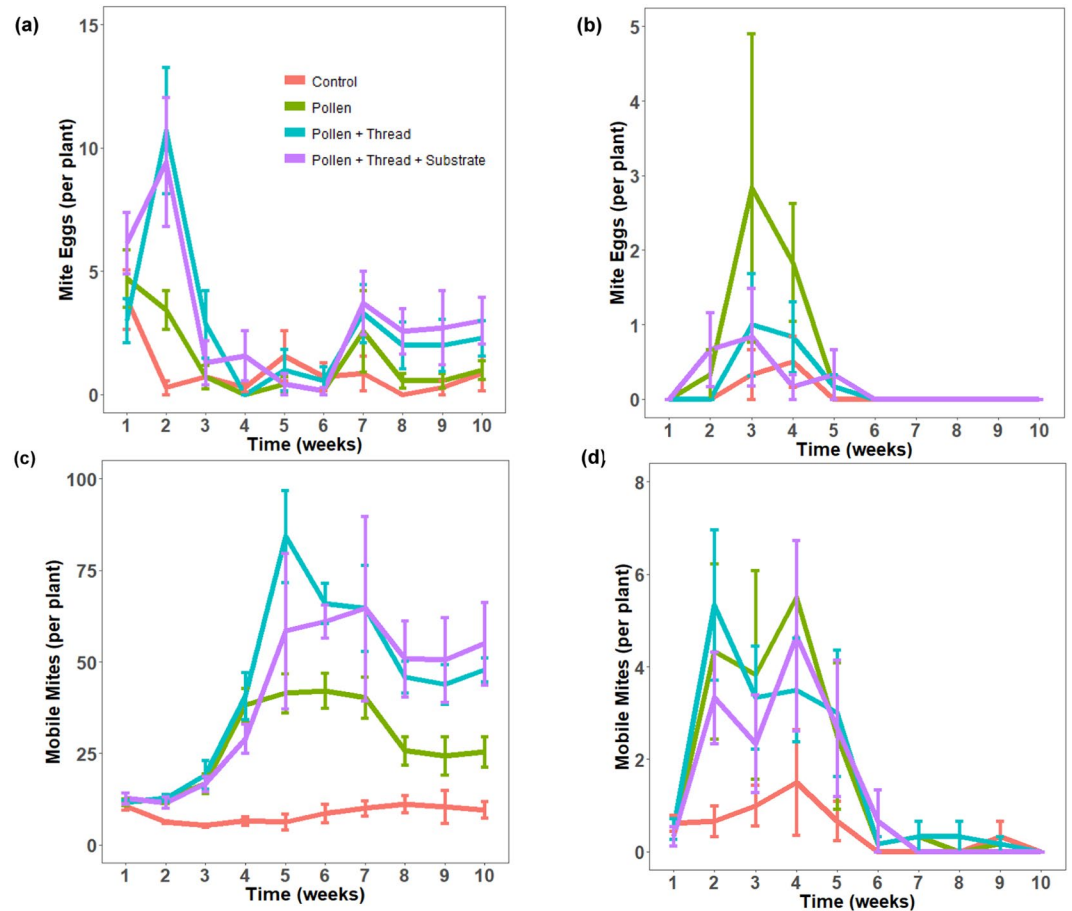 (a)
Mite Eggs (per plant)
15
10
5
0
Control
Pollen
Pollen + Thread
Pollen + Thread + Substrate
1 2 3 4 5 6 7 8 9 10
Time (weeks)
(b)
Mite Eggs (per plant)
5
4
3
2
1
0
1 2 3 4 5 6 7 8 9 10
Time (weeks)
(c)
Mobile Mites (per plant)
100
75
50
25
0
1 2 3 4 5 6 7 8 9 10
Time (weeks)
(d)
Mobile Mites (per plant)
8
6
4
2
0
1 2 3 4 5 6 7 8 9 10
Time (weeks)